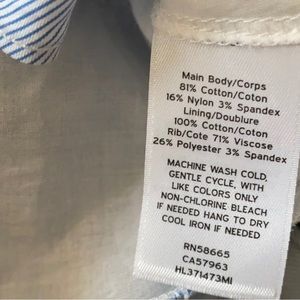 Main Body/Corps
81% Cotton/Coton
16% Nylon 3% Spandex
Lining/Doublure
100% Cotton/Coton
Rib/Cote 71% Viscose
26% Polyester 3% Spandex
MACHINE WASH COLD,
GENTLE CYCLE, WITH
LIKE COLORS ONLY
NON-CHLORINE BLEACH
IF NEEDED HANG TO DRY
COOL IRON IF NEEDED
RN58665
CA57963
HL371473MI